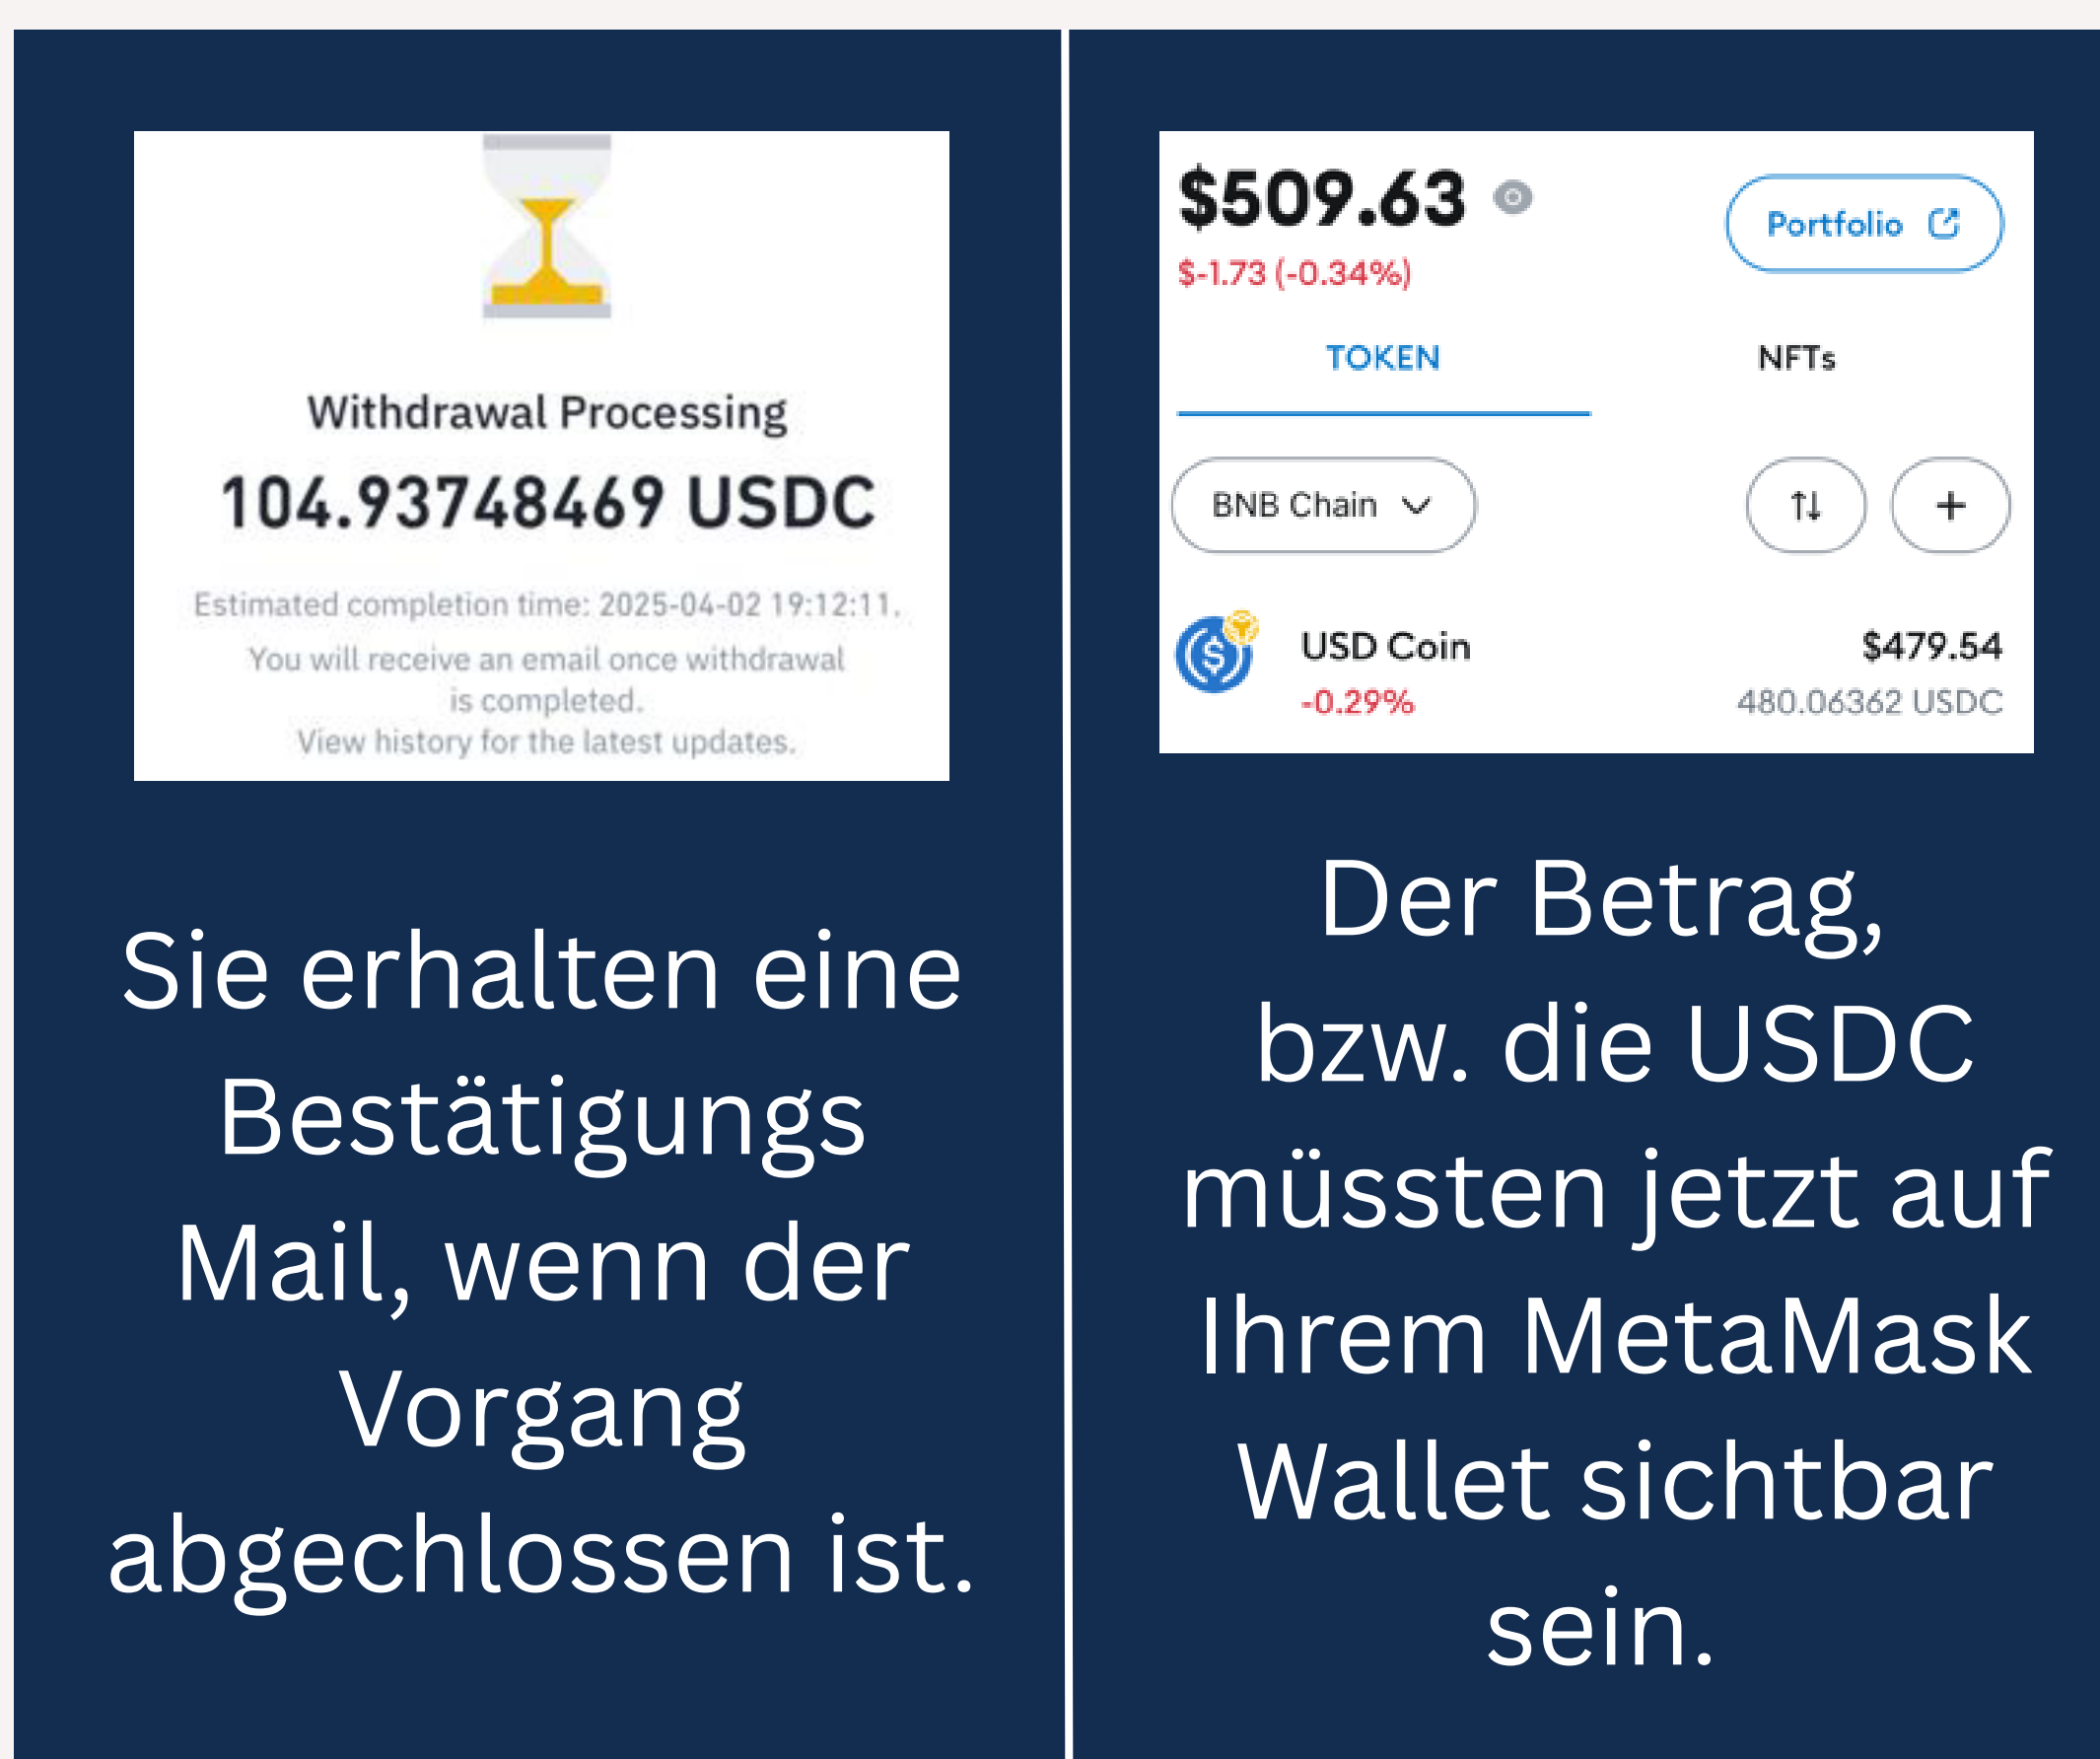 Withdrawal Processing
104.93748469 USDC
Estimated completion time: 2025-04-02 19:12:11.
You will receive an email once withdrawal
is completed.
View history for the latest updates.
Sie erhalten eine
Bestätigungs
Mail, wenn der
Vorgang
abgechlossen ist.
$509.63
Portfolio
$-1.73 (-0.34%)
TOKEN
NFTs
BNB Chain
USD Coin
$479.54
-0.29%
480.06362 USDC
Der Betrag,
bzw. die USDC
müssten jetzt auf
Ihrem MetaMask
Wallet sichtbar
sein.